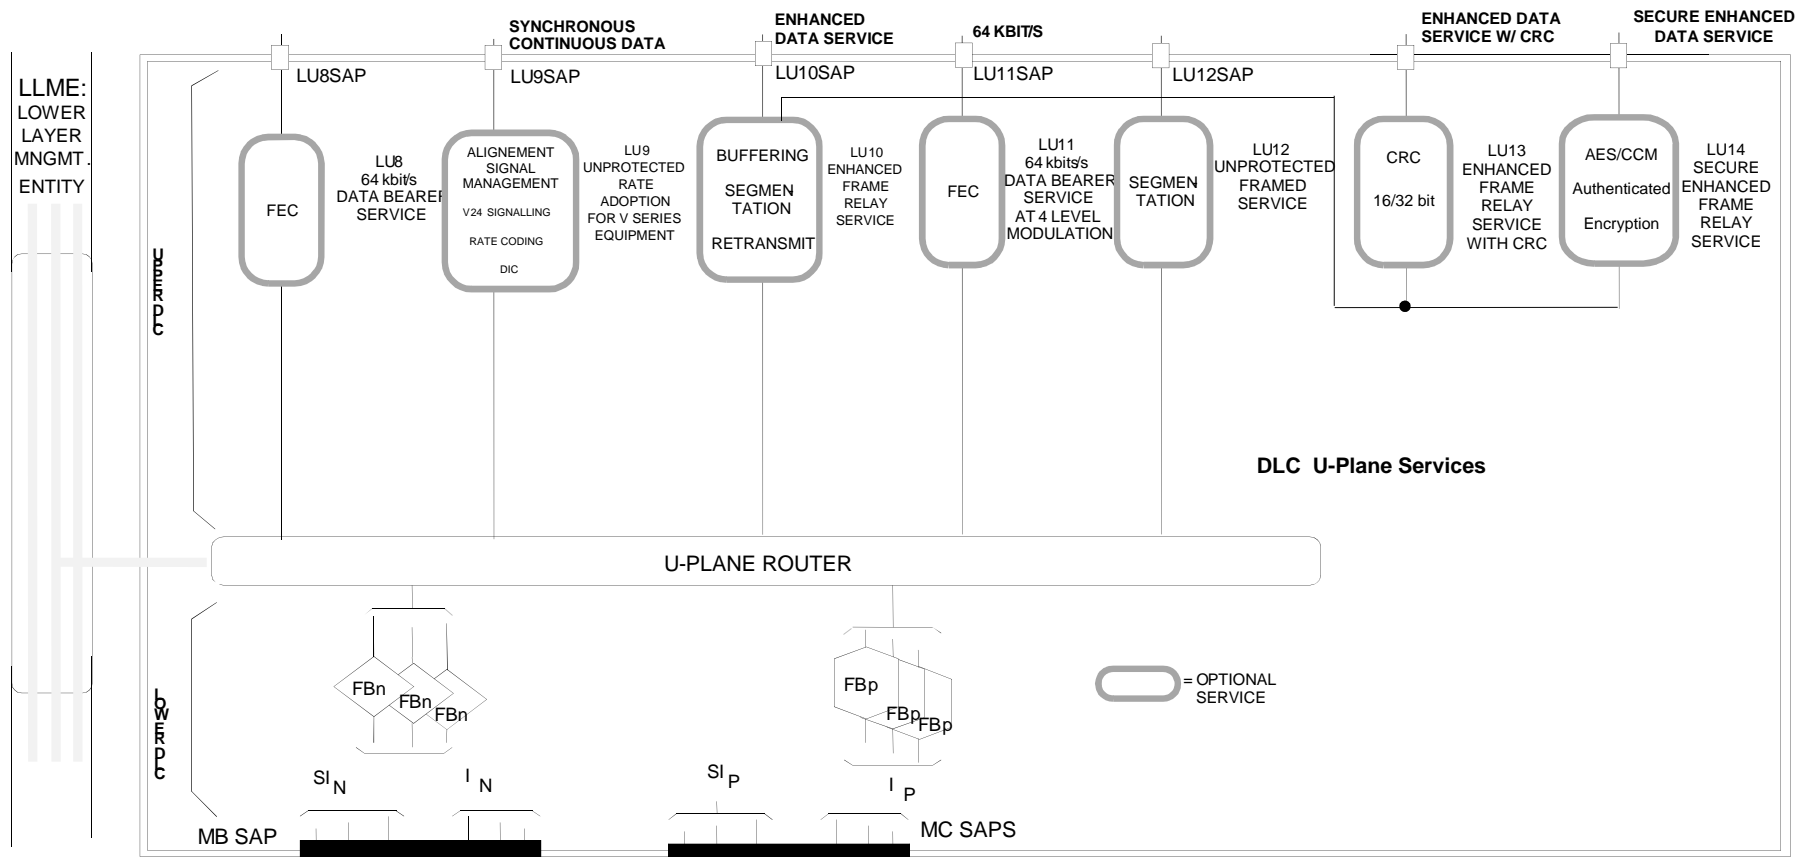 SYNCHRONOUS
CONTINUOUS DATA
ENHANCED
DATA SERVICE
64 KBIT/S
ENHANCED DATA
SERVICE W/ CRC
SECURE ENHANCED
DATA SERVICE
LU8SAP
LU9SAP
LU10SAP
LU11SAP
LU12SAP
LLME:
LOWER
LAYER
MNGMT.
ENTITY
UPPER DLC
FEC
LU8
64 kbit/s
DATA BEARER
SERVICE
ALIGNEMENT
SIGNAL
MANAGEMENT
V24 SIGNALLING
RATE CODING
DIC
LU9
UNPROTECTED
RATE
ADOPTION
FOR V SERIES
EQUIPMENT
BUFFERING
SEGMEN
TATION
RETRANSMIT
LU10
ENHANCED
FRAME
RELAY
SERVICE
FEC
LU11
64 kbits/s
DATA BEARER
SERVICE
AT 4 LEVEL
MODULATION
SEGMEN
TATION
LU12
UNPROTECTED
FRAMED
SERVICE
CRC
16/32 bit
LU13
ENHANCED
FRAME
RELAY
SERVICE
WITH CRC
AES/CCM
Authenticated
Encryption
LU14
SECURE
ENHANCED
FRAME
RELAY
SERVICE
DLC U-Plane Services
U-PLANE ROUTER
LOWER DLC
FBn
FBn
FBn
FBp
FBp
FBp
= OPTIONAL
SERVICE
SI N
I N
SI P
I P
MB SAP
MC SAPS